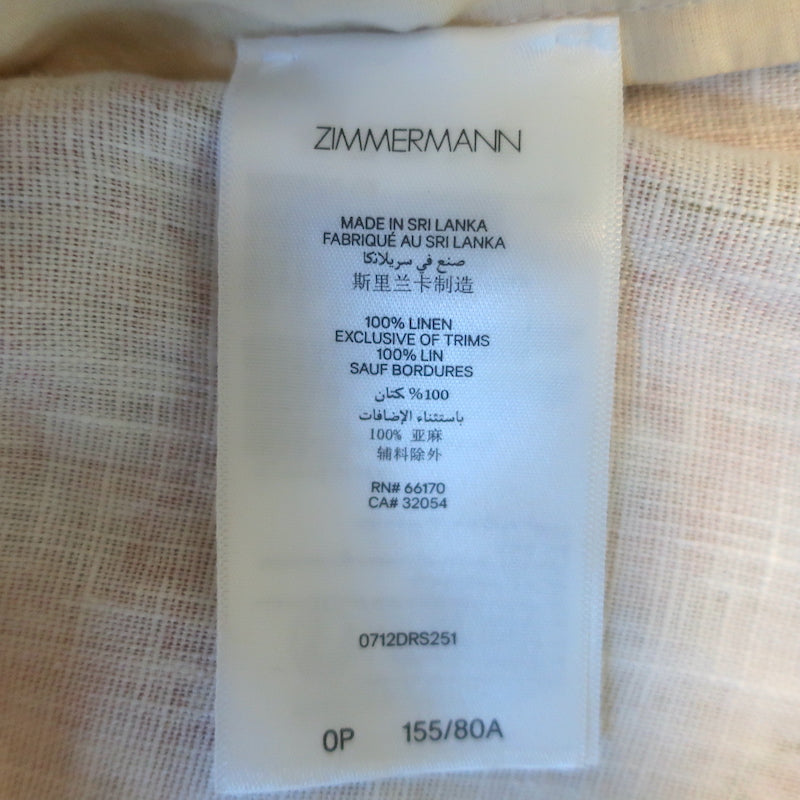 ZIMMERMANN
MADE IN SRI LANKA
FABRIQUÉ AU SRI LANKA
صنع في سريلانكا
斯里兰卡制造
100% LINEN
EXCLUSIVE OF TRIMS
100% LIN
SAUF BORDURES
100% كتان
باستثناء الإضافات
100% 亚麻
辅料除外
RN# 66170
CA# 32054
0712DRS251
0P 155/80A